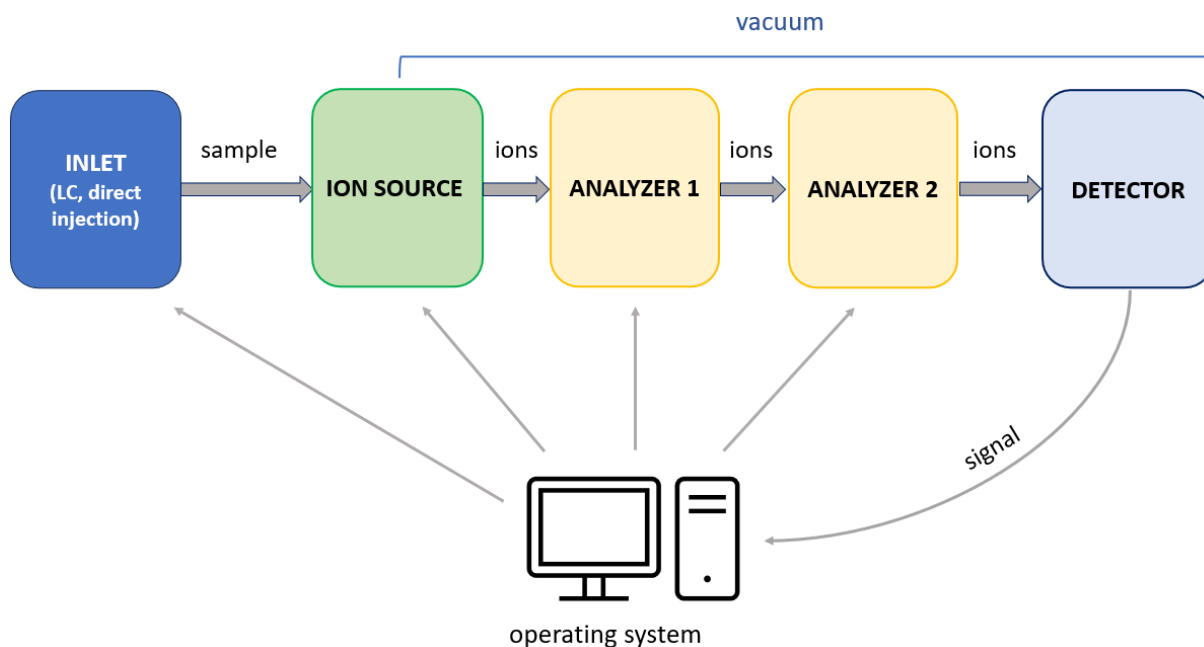 vacuum
INLET
(LC, direct
injection)
sample
ION SOURCE
ions
ANALYZER 1
ions
ANALYZER 2
ions
DETECTOR
signal
operating system